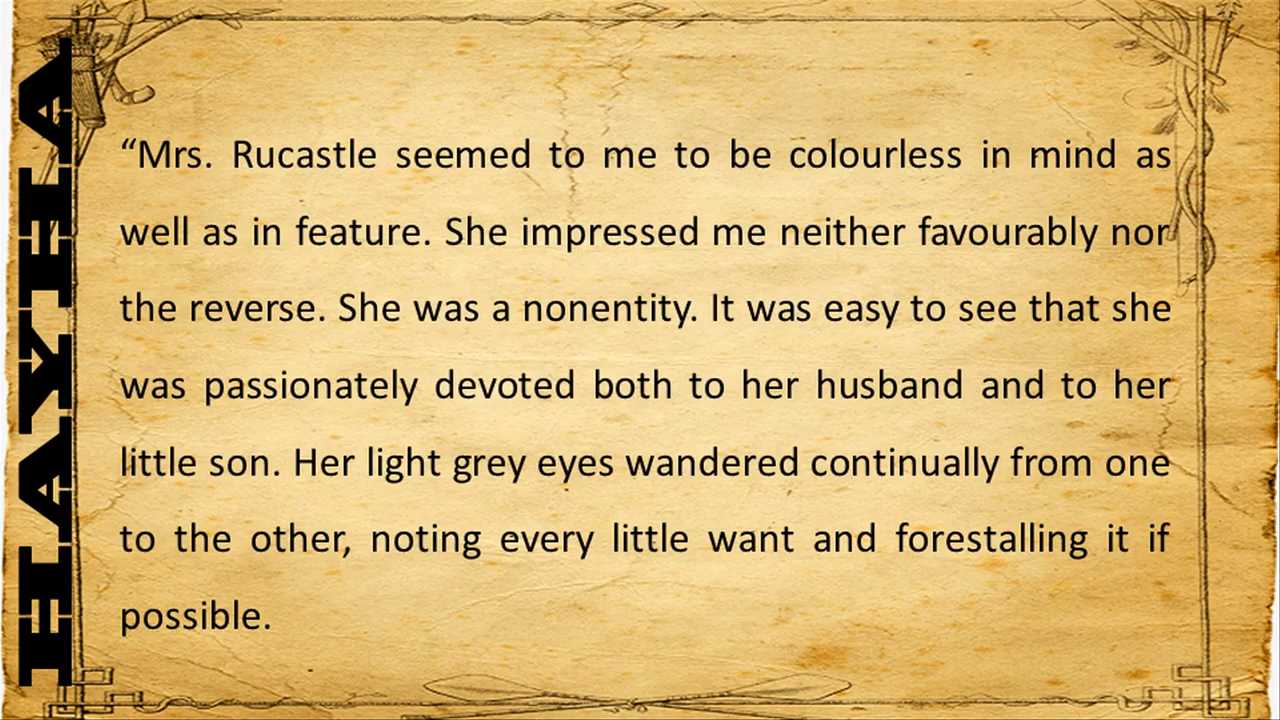 “Mrs. Rucastle seemed to me to be colourless in mind as
well as in feature. She impressed me neither favourably nor
the reverse. She was a nonentity. It was easy to see that she
was passionately devoted both to her husband and to her
little son. Her light grey eyes wandered continually from one
to the other, noting every little want and forestalling it if
possible.